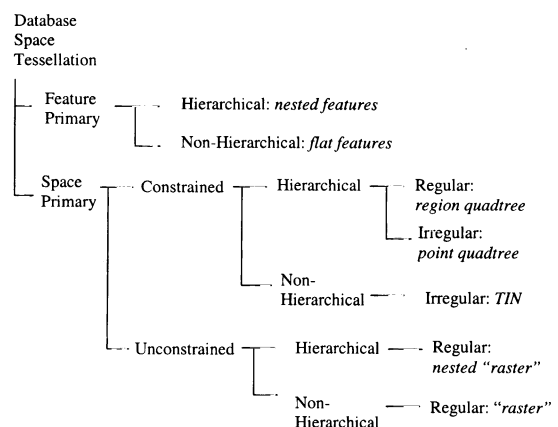 Database
Space
Tessellation
Feature
Primary
Hierarchical: nested features
Non-Hierarchical: flat features
Space
Primary
Constrained
Hierarchical
Regular:
region quadtree
Irregular:
point quadtree
Non-
Hierarchical
Irregular: TIN
Unconstrained
Hierarchical
Regular:
nested "raster"
Non-
Hierarchical
Regular: "raster"